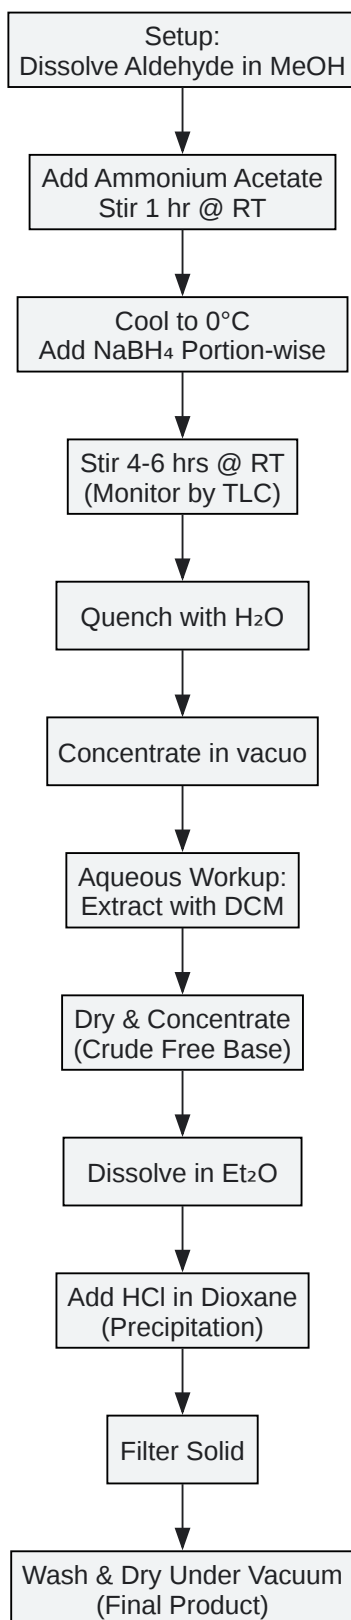 Setup:
Dissolve Aldehyde in MeOH
Add Ammonium Acetate
Stir 1 hr @ RT
Cool to 0°C
Add NaBH₄ Portion-wise
Stir 4-6 hrs @ RT
(Monitor by TLC)
Quench with H₂O
Concentrate in vacuo
Aqueous Workup:
Extract with DCM
Dry & Concentrate
(Crude Free Base)
Dissolve in Et₂O
Add HCl in Dioxane
(Precipitation)
Filter Solid
Wash & Dry Under Vacuum
(Final Product)